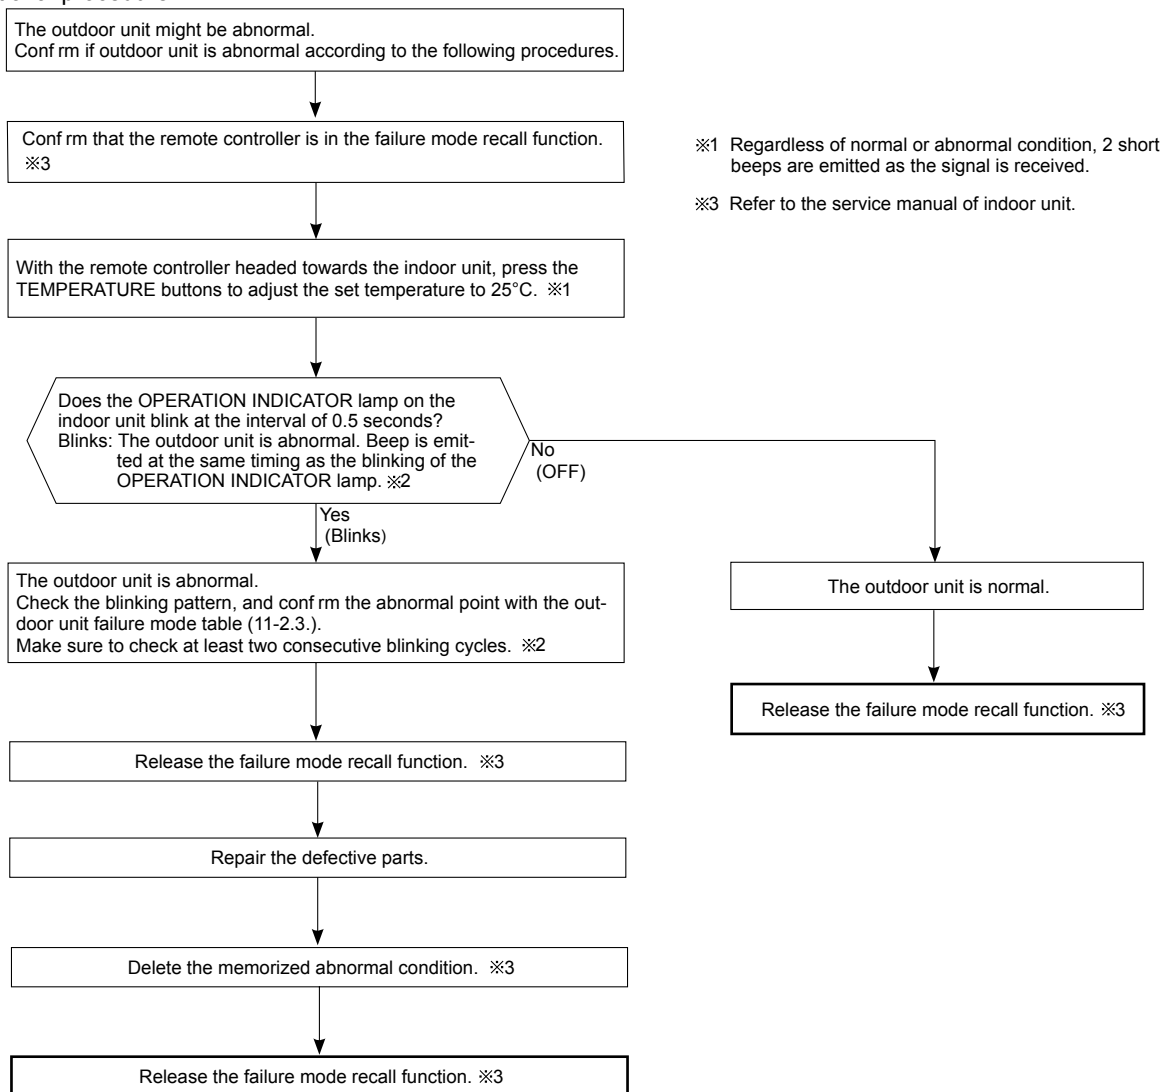 The outdoor unit might be abnormal.
Conf rm if outdoor unit is abnormal according to the following procedures.
Conf rm that the remote controller is in the failure mode recall function.
※3
※1 Regardless of normal or abnormal condition, 2 short
beeps are emitted as the signal is received.
※3 Refer to the service manual of indoor unit.
With the remote controller headed towards the indoor unit, press the
TEMPERATURE buttons to adjust the set temperature to 25°C. ※1
Does the OPERATION INDICATOR lamp on the
indoor unit blink at the interval of 0.5 seconds?
Blinks: The outdoor unit is abnormal. Beep is emit-
ted at the same timing as the blinking of the
OPERATION INDICATOR lamp. ※2
No
(OFF)
Yes
(Blinks)
The outdoor unit is abnormal.
Check the blinking pattern, and conf rm the abnormal point with the out-
door unit failure mode table (11-2.3.).
Make sure to check at least two consecutive blinking cycles. ※2
The outdoor unit is normal.
Release the failure mode recall function. ※3
Release the failure mode recall function. ※3
Repair the defective parts.
Delete the memorized abnormal condition. ※3
Release the failure mode recall function. ※3